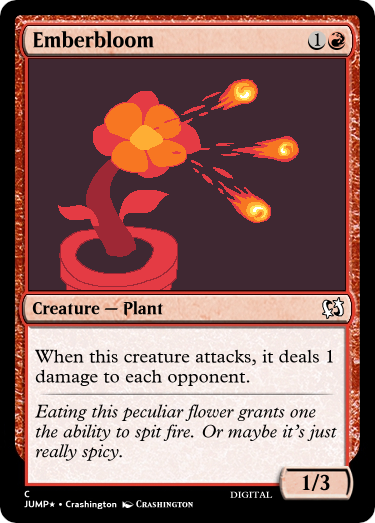 Emberbloom 1
Creature — Plant
When this creature attacks, it deals 1
damage to each opponent.
Eating this peculiar flower grants one
the ability to spit fire. Or maybe it's just
really spicy.
1/3
C
JUMP★ • Crashington CRASHINGTON DIGITAL